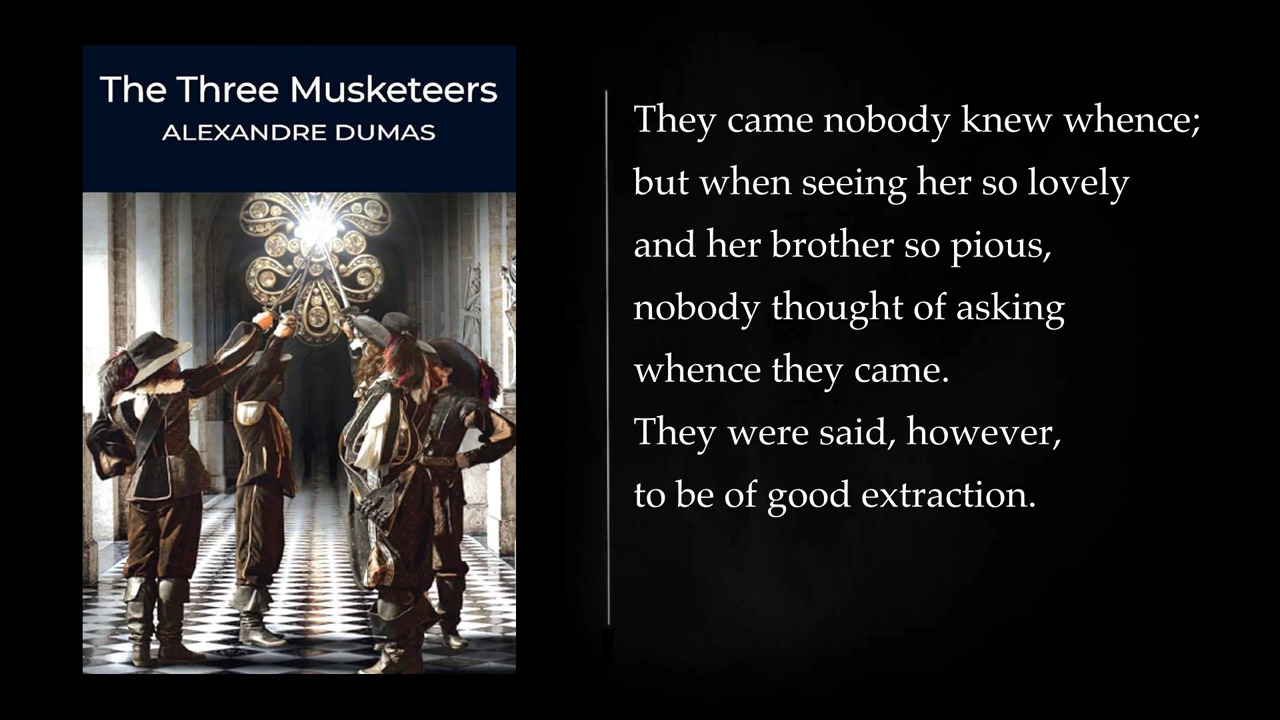 The Three Musketeers
ALEXANDRE DUMAS
They came nobody knew whence;
but when seeing her so lovely
and her brother so pious,
nobody thought of asking
whence they came.
They were said, however,
to be of good extraction.